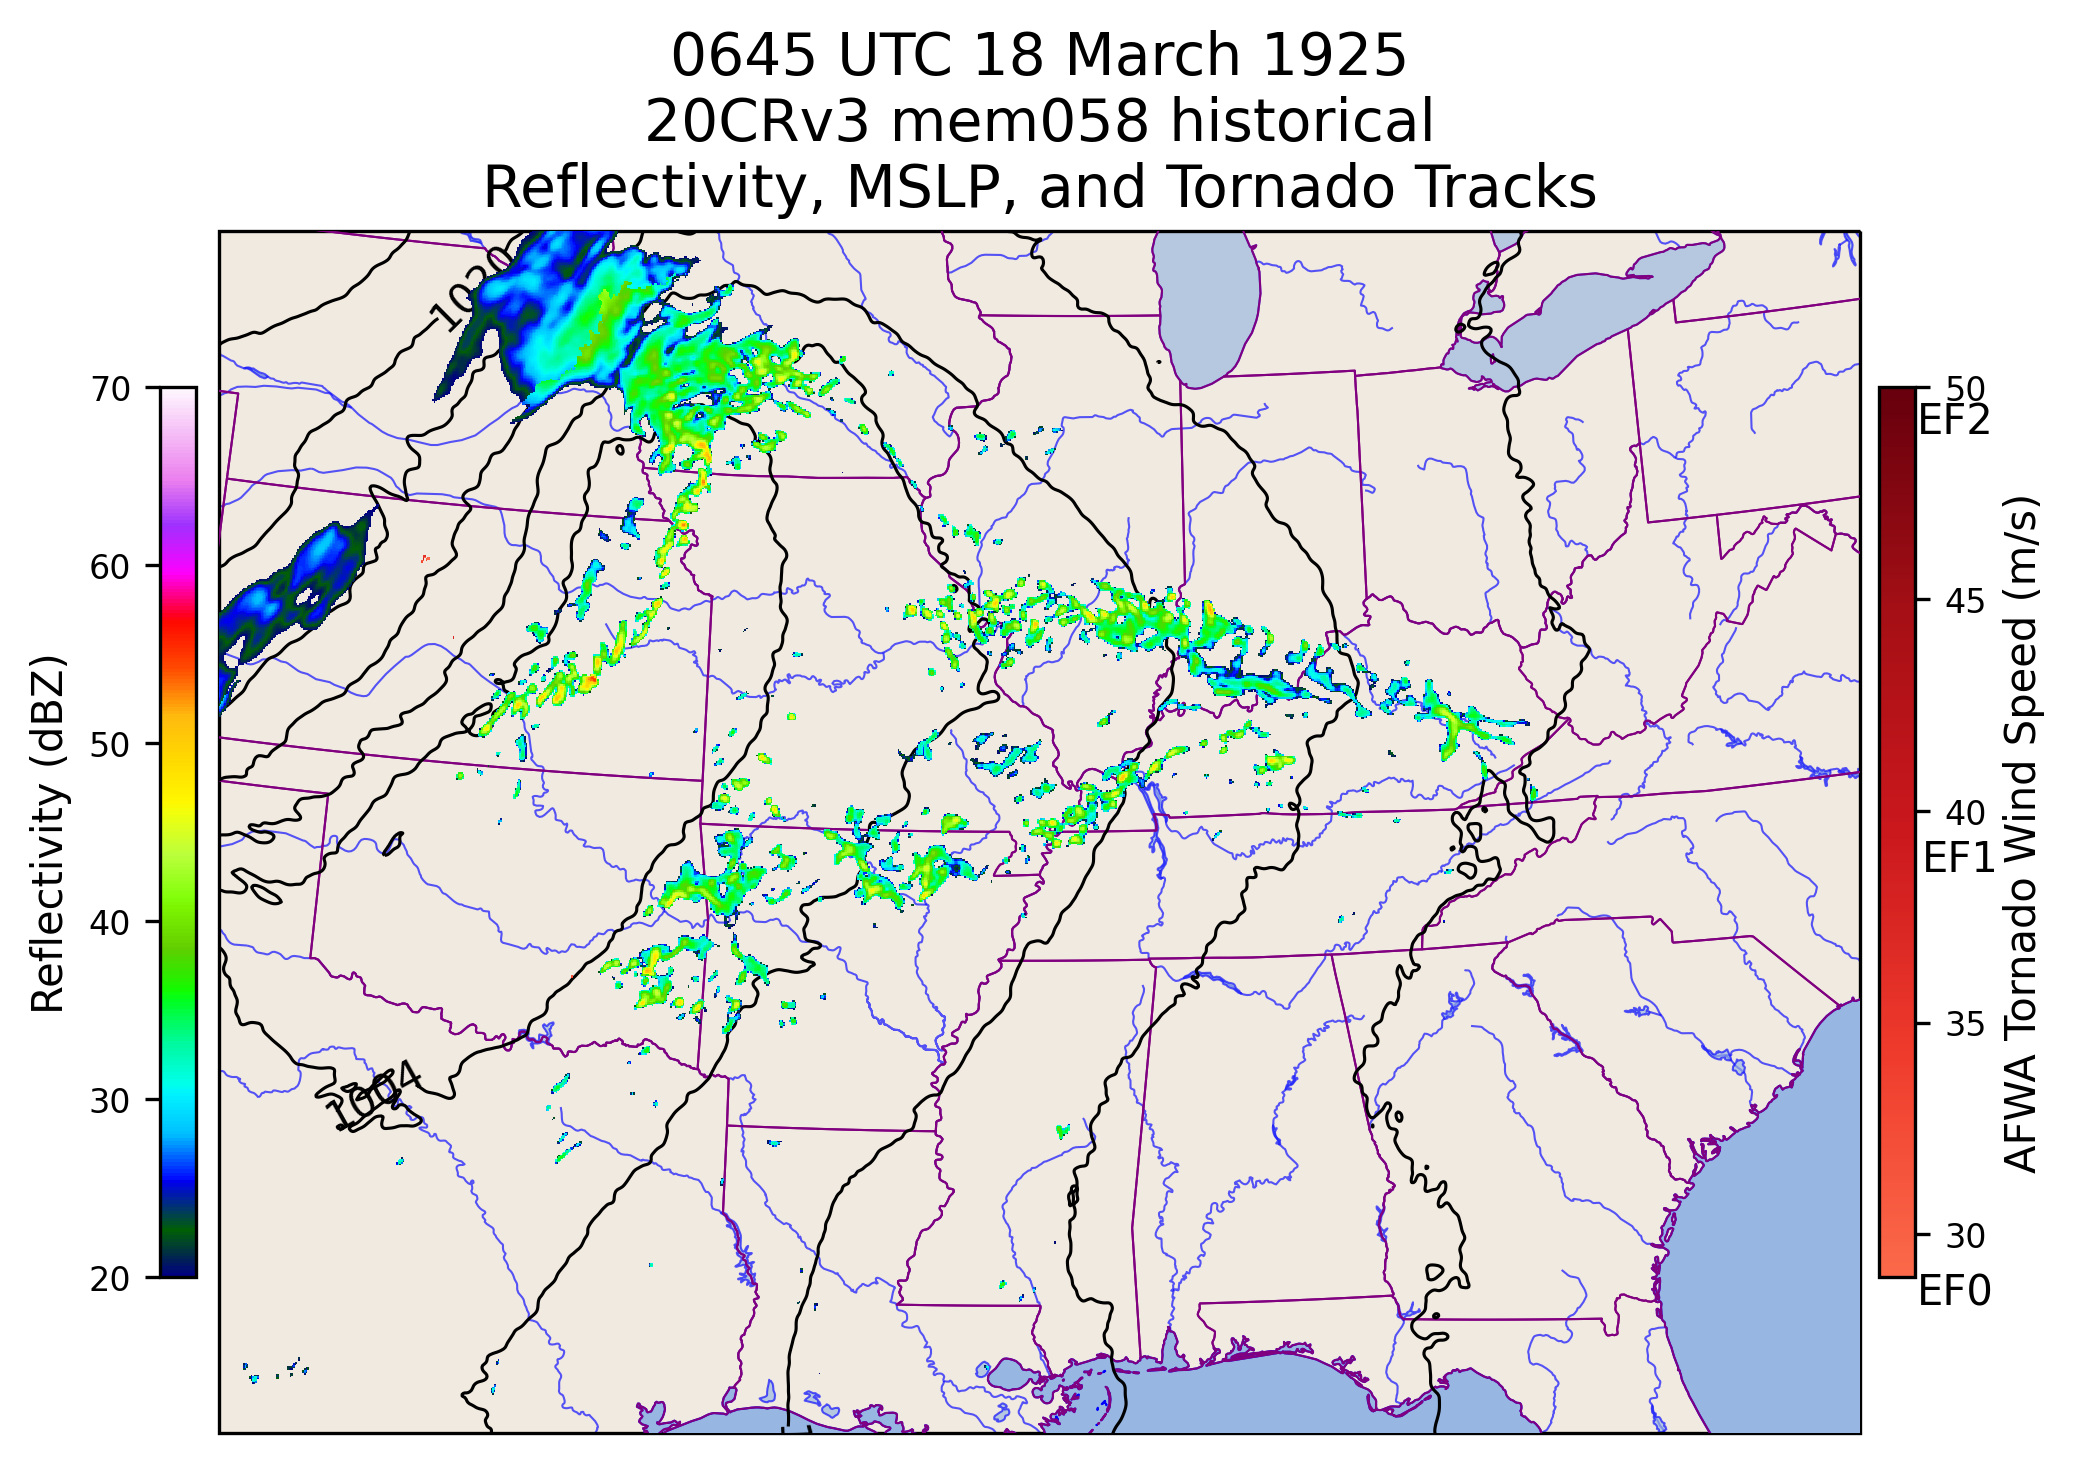 0645 UTC 18 March 1925
20CRv3 mem058 historical
Reflectivity, MSLP, and Tornado Tracks
1020
1004
Reflectivity (dBZ)
70
60
50
40
30
20
50
EF2
45
40
EF1
35
30
EF0
AFWA Tornado Wind Speed (m/s)